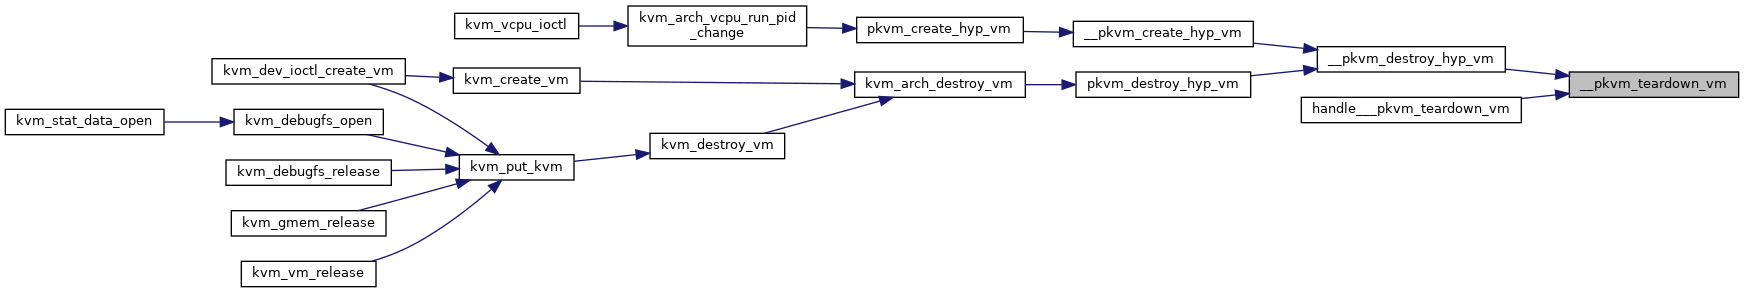 kvm_vcpu_ioctl
kvm_arch_vcpu_run_pid
_change
pkvm_create_hyp_vm
__pkvm_create_hyp_vm
kvm_dev_ioctl_create_vm
kvm_create_vm
kvm_arch_destroy_vm
pkvm_destroy_hyp_vm
__pkvm_destroy_hyp_vm
__pkvm_teardown_vm
handle___pkvm_teardown_vm
kvm_stat_data_open
kvm_debugfs_open
kvm_destroy_vm
kvm_put_kvm
kvm_debugfs_release
kvm_gmem_release
kvm_vm_release